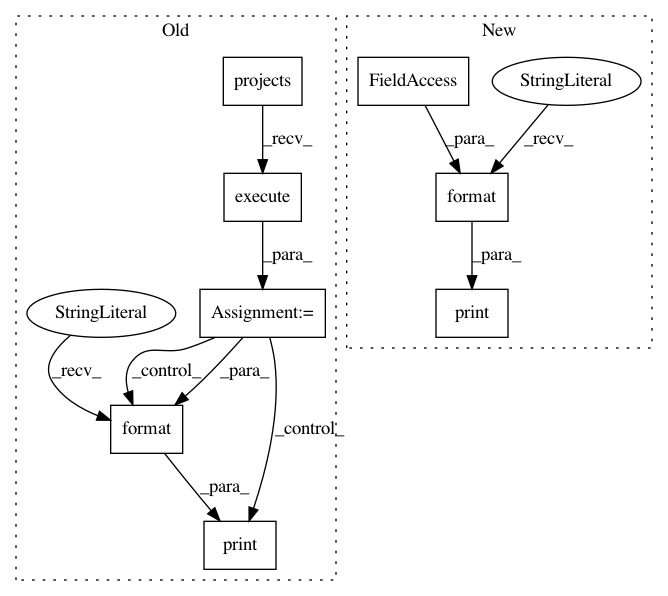 Old
New
projects
FieldAccess
StringLiteral
_recv_
_para_
_recv_
execute
format
_para_
_para_
StringLiteral
Assignment:=
print
_recv_
_control_
_para_
format
_control_
_para_
print